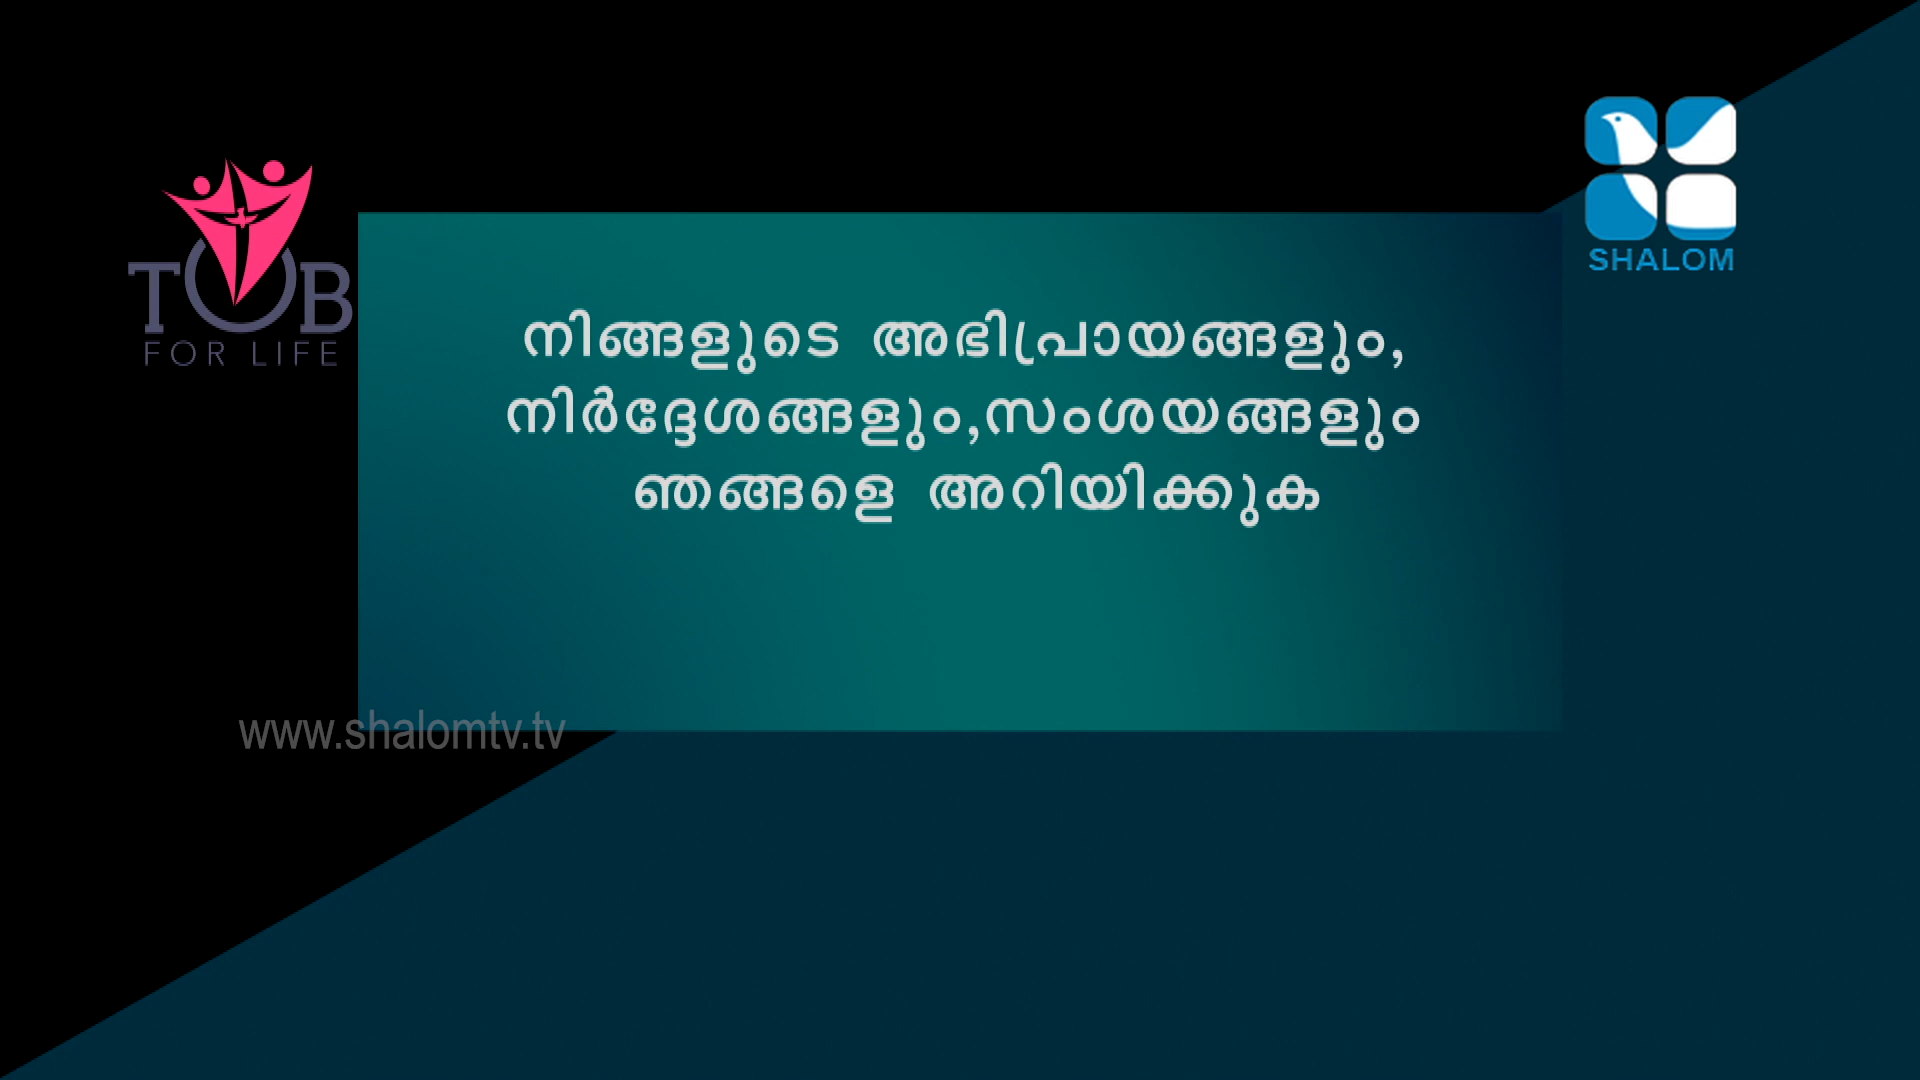 SHALOM
TOB
FOR LIFE
നിങ്ങളുടെ അഭിപ്രായങ്ങളും,
നിർദ്ദേശങ്ങളും,സംശയങ്ങളും
ഞങ്ങളെ അറിയിക്കുക
www.shalomtv.tv